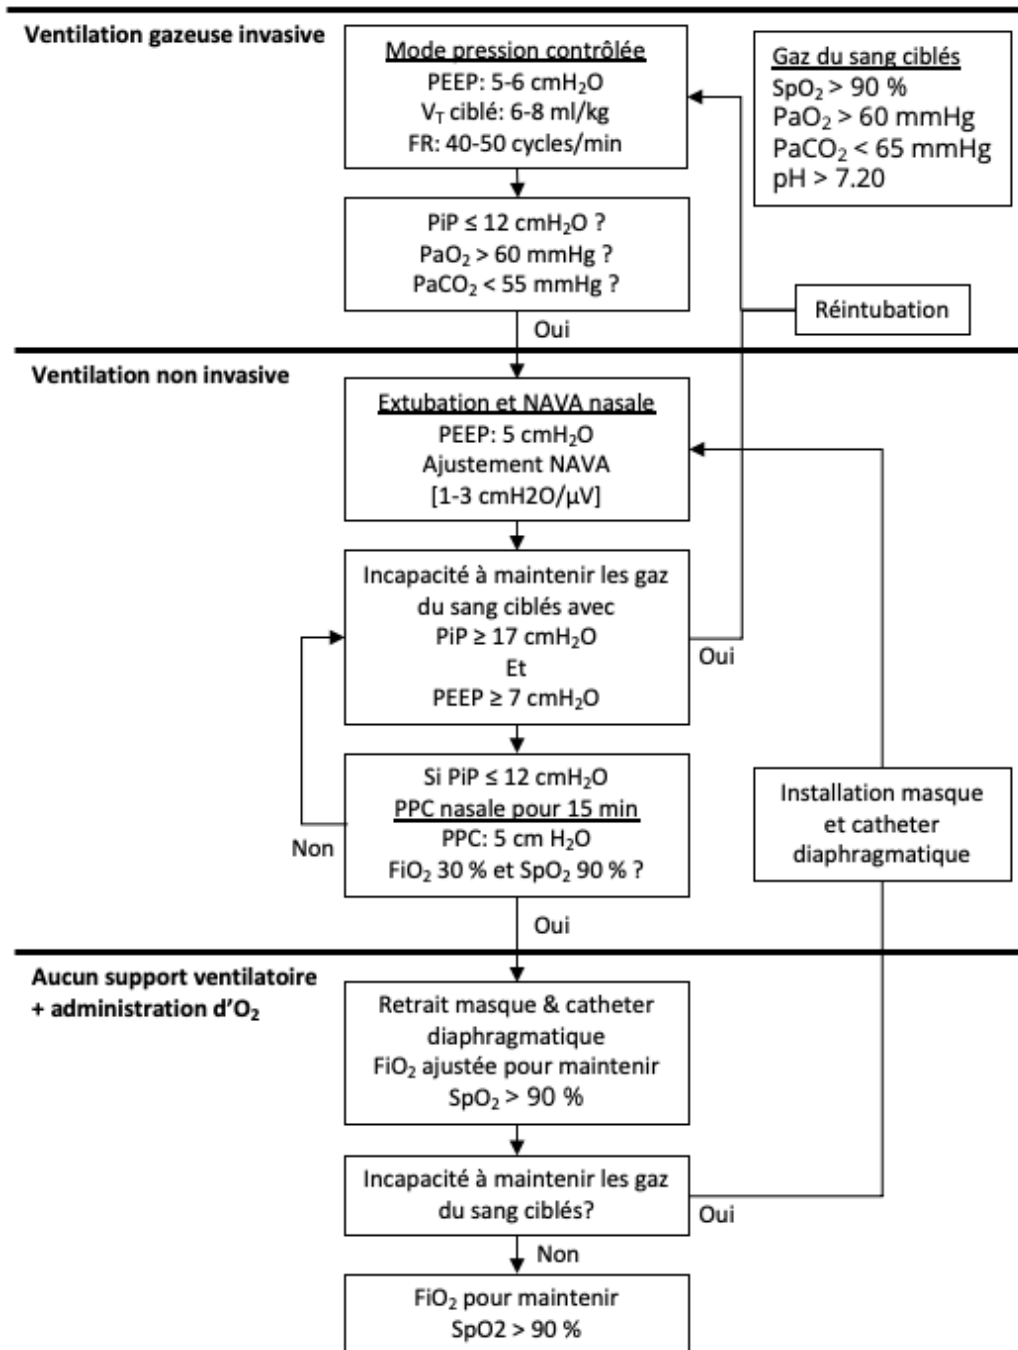 Ventilation gazeuse invasive
Mode pression contrôlée
PEEP: 5-6 cmH₂O
V_T ciblé: 6-8 ml/kg
FR: 40-50 cycles/min
Gaz du sang ciblés
SpO₂ > 90 %
PaO₂ > 60 mmHg
PaCO₂ < 65 mmHg
pH > 7.20
PiP ≤ 12 cmH₂O ?
PaO₂ > 60 mmHg ?
PaCO₂ < 55 mmHg ?
Réintubation
Oui
Ventilation non invasive
Extubation et NAVA nasale
PEEP: 5 cmH₂O
Ajustement NAVA
[1-3 cmH2O/µV]
Incapacité à maintenir les gaz
du sang ciblés avec
PiP ≥ 17 cmH₂O
Et
PEEP ≥ 7 cmH₂O
Oui
Si PiP ≤ 12 cmH₂O
PPC nasale pour 15 min
PPC: 5 cm H₂O
FiO₂ 30 % et SpO₂ 90 % ?
Non
Installation masque
et catheter
diaphragmatique
Oui
Aucun support ventilatoire
+ administration d’O₂
Retrait masque & catheter
diaphragmatique
FiO₂ ajustée pour maintenir
SpO₂ > 90 %
Incapacité à maintenir les gaz
du sang ciblés?
Oui
Non
FiO₂ pour maintenir
SpO2 > 90 %